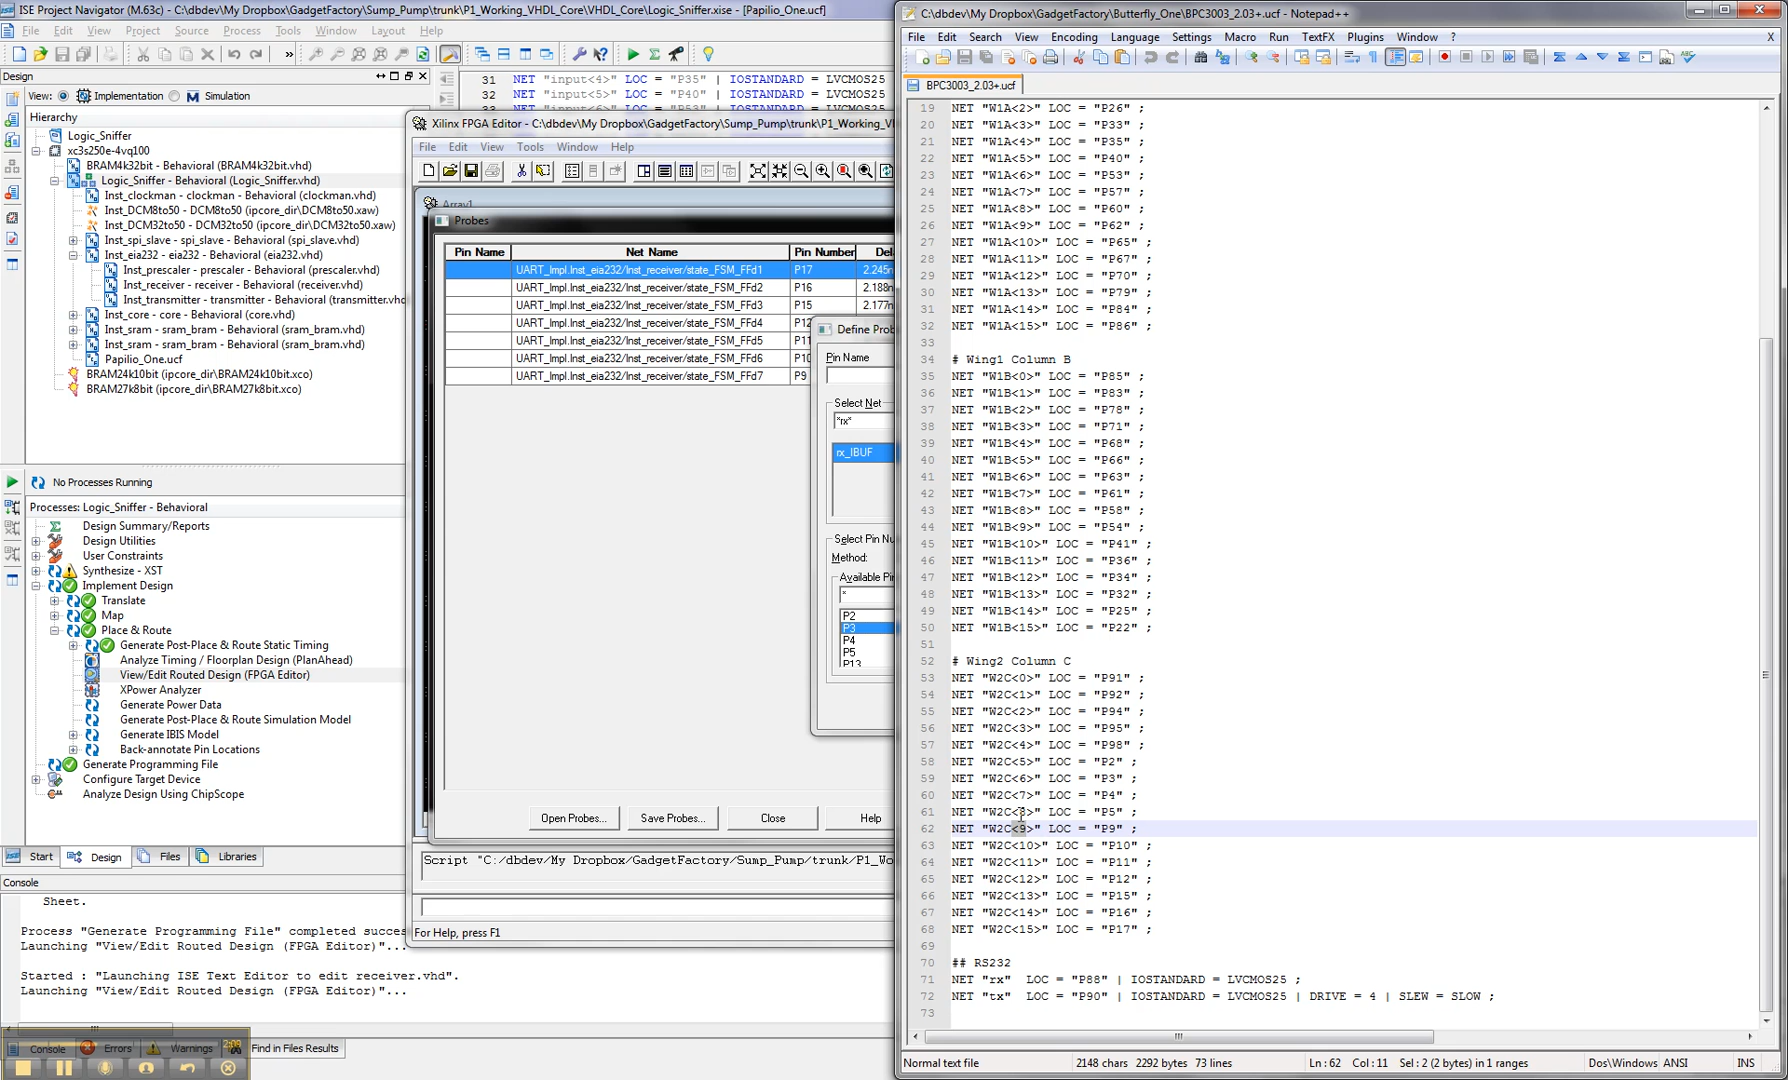 ISE Project Navigator (M.63c) - C:\dbdev\My Dropbox\GadgetFactory\Sump_Pump\trunk\P1_Working_VHDL_Core\VHDL_Core\Logic_Sniffer.xise - [Papilio_One.ucf]
File Edit View Project Source Process Tools Window Layout Help
Design
View: Implementation Simulation
Hierarchy
Logic_Sniffer
xc3s250e-4vq100
BRAM4k32bit - Behavioral (BRAM4k32bit.vhd)
Logic_Sniffer - Behavioral (Logic_Sniffer.vhd)
Inst_clockman - clockman - Behavioral (clockman.vhd)
Inst_DCM8to50 - DCM8to50 (ipcore_dir\DCM8to50.xaw)
Inst_DCM32to50 - DCM32to50 (ipcore_dir\DCM32to50.xaw)
Inst_spi_slave - spi_slave - Behavioral (spi_slave.vhd)
Inst_eia232 - eia232 - Behavioral (eia232.vhd)
Inst_prescaler - prescaler - Behavioral (prescaler.vhd)
Inst_receiver - receiver - Behavioral (receiver.vhd)
Inst_transmitter - transmitter - Behavioral (transmitter.vhd
Inst_core - core - Behavioral (core.vhd)
Inst_sram - sram_bram - Behavioral (sram_bram.vhd)
Inst_sram - sram_bram - Behavioral (sram_bram.vhd)
Papilio_One.ucf
BRAM24k10bit (ipcore_dir\BRAM24k10bit.xco)
BRAM27k8bit (ipcore_dir\BRAM27k8bit.xco)
No Processes Running
Processes: Logic_Sniffer - Behavioral
Design Summary/Reports
Design Utilities
User Constraints
Synthesize - XST
Implement Design
Translate
Map
Place & Route
Generate Post-Place & Route Static Timing
Analyze Timing / Floorplan Design (PlanAhead)
View/Edit Routed Design (FPGA Editor)
XPower Analyzer
Generate Power Data
Generate Post-Place & Route Simulation Model
Generate IBIS Model
Back-annotate Pin Locations
Generate Programming File
Configure Target Device
Analyze Design Using ChipScope
Start Design Files Libraries
Console
Sheet.
Process "Generate Programming File" completed succes
Launching "View/Edit Routed Design (FPGA Editor)"...
Started : "Launching ISE Text Editor to edit receiver.vhd".
Launching "View/Edit Routed Design (FPGA Editor)"...
Console Errors Warnings Find in Files Results
31 NET "input<4>" LOC = "P35" | IOSTANDARD = LVCMOS25
32 NET "input<5>" LOC = "P40" | IOSTANDARD = LVCMOS25
33 NET "input<6>" LOC = "P53" | IOSTANDARD = LVCMOS25
Xilinx FPGA Editor - C:\dbdev\My Dropbox\GadgetFactory\Sump_Pump\trunk\P1_Working_V
File Edit View Tools Window Help
Array1
Probes
Pin Name Net Name Pin Number Del
UART_Impl.Inst_eia232/Inst_receiver/state_FSM_FFd1 P17 2.245n
UART_Impl.Inst_eia232/Inst_receiver/state_FSM_FFd2 P16 2.188n
UART_Impl.Inst_eia232/Inst_receiver/state_FSM_FFd3 P15 2.177n
UART_Impl.Inst_eia232/Inst_receiver/state_FSM_FFd4 P12
UART_Impl.Inst_eia232/Inst_receiver/state_FSM_FFd5 P11
UART_Impl.Inst_eia232/Inst_receiver/state_FSM_FFd6 P10
UART_Impl.Inst_eia232/Inst_receiver/state_FSM_FFd7 P9
Define Prob
Pin Name
Select Net
*rx*
rx_IBUF
Select Pin Nu
Method:
Available Pi
*
P2
P3
P4
P5
P13
Open Probes... Save Probes... Close Help
Script "C:/dbdev/My Dropbox/GadgetFactory/Sump_Pump/trunk/P1_Wo
For Help, press F1
C:\dbdev\My Dropbox\GadgetFactory\Butterfly_One\BPC3003_2.03+.ucf - Notepad++
File Edit Search View Encoding Language Settings Macro Run TextFX Plugins Window ? X
BPC3003_2.03+.ucf
19 NET "W1A<2>" LOC = "P26" ;
20 NET "W1A<3>" LOC = "P33" ;
21 NET "W1A<4>" LOC = "P35" ;
22 NET "W1A<5>" LOC = "P40" ;
23 NET "W1A<6>" LOC = "P53" ;
24 NET "W1A<7>" LOC = "P57" ;
25 NET "W1A<8>" LOC = "P60" ;
26 NET "W1A<9>" LOC = "P62" ;
27 NET "W1A<10>" LOC = "P65" ;
28 NET "W1A<11>" LOC = "P67" ;
29 NET "W1A<12>" LOC = "P70" ;
30 NET "W1A<13>" LOC = "P79" ;
31 NET "W1A<14>" LOC = "P84" ;
32 NET "W1A<15>" LOC = "P86" ;
33
34 # Wing1 Column B
35 NET "W1B<0>" LOC = "P85" ;
36 NET "W1B<1>" LOC = "P83" ;
37 NET "W1B<2>" LOC = "P78" ;
38 NET "W1B<3>" LOC = "P71" ;
39 NET "W1B<4>" LOC = "P68" ;
40 NET "W1B<5>" LOC = "P66" ;
41 NET "W1B<6>" LOC = "P63" ;
42 NET "W1B<7>" LOC = "P61" ;
43 NET "W1B<8>" LOC = "P58" ;
44 NET "W1B<9>" LOC = "P54" ;
45 NET "W1B<10>" LOC = "P41" ;
46 NET "W1B<11>" LOC = "P36" ;
47 NET "W1B<12>" LOC = "P34" ;
48 NET "W1B<13>" LOC = "P32" ;
49 NET "W1B<14>" LOC = "P25" ;
50 NET "W1B<15>" LOC = "P22" ;
51
52 # Wing2 Column C
53 NET "W2C<0>" LOC = "P91" ;
54 NET "W2C<1>" LOC = "P92" ;
55 NET "W2C<2>" LOC = "P94" ;
56 NET "W2C<3>" LOC = "P95" ;
57 NET "W2C<4>" LOC = "P98" ;
58 NET "W2C<5>" LOC = "P2" ;
59 NET "W2C<6>" LOC = "P3" ;
60 NET "W2C<7>" LOC = "P4" ;
61 NET "W2C<8>" LOC = "P5" ;
62 NET "W2C<9>" LOC = "P9" ;
63 NET "W2C<10>" LOC = "P10" ;
64 NET "W2C<11>" LOC = "P11" ;
65 NET "W2C<12>" LOC = "P12" ;
66 NET "W2C<13>" LOC = "P15" ;
67 NET "W2C<14>" LOC = "P16" ;
68 NET "W2C<15>" LOC = "P17" ;
69
70 ## RS232
71 NET "rx" LOC = "P88" | IOSTANDARD = LVCMOS25 ;
72 NET "tx" LOC = "P90" | IOSTANDARD = LVCMOS25 | DRIVE = 4 | SLEW = SLOW ;
73
Normal text file 2148 chars 2292 bytes 73 lines Ln : 62 Col : 11 Sel : 2 (2 bytes) in 1 ranges Dos\Windows ANSI INS